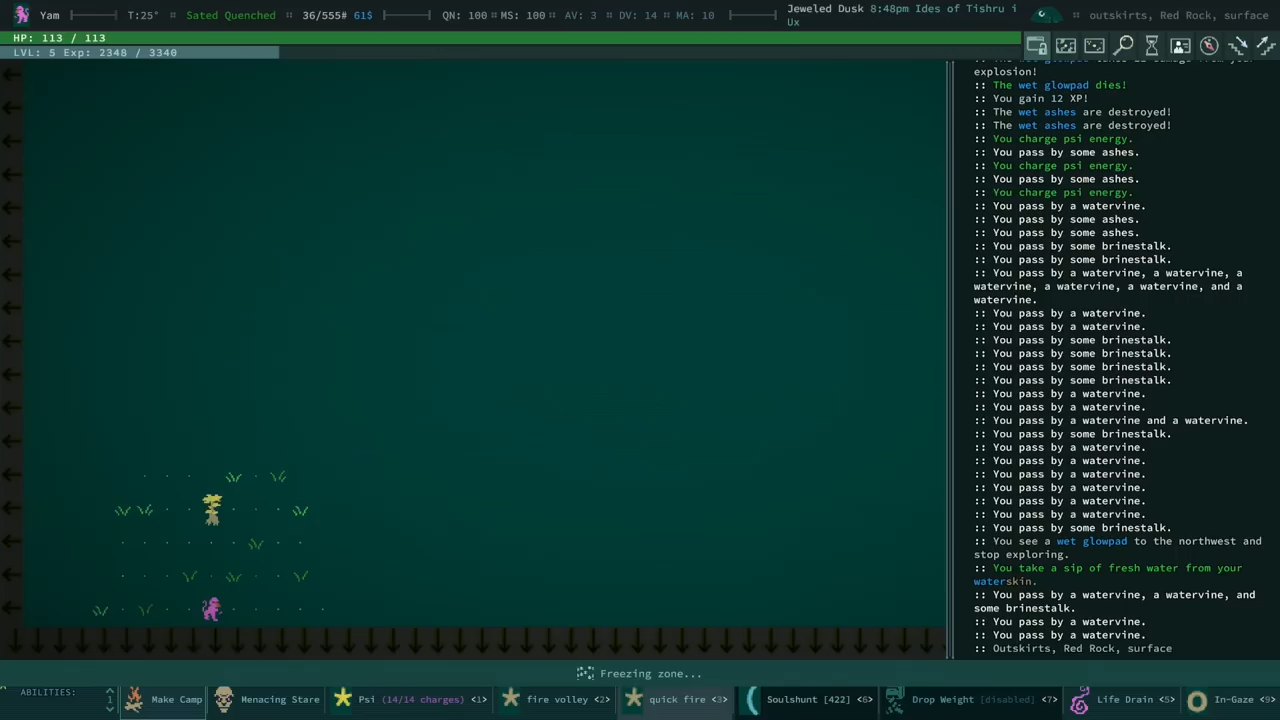 Yam T:25° Sated Quenched 36/555# 61$ QN: 100 MS: 100 AV: 3 DV: 14 MA: 10 Jeweled Dusk 8:48pm Ides of Tishru i outskirts, Red Rock, surface
Ux
HP: 113 / 113
LVL: 5 Exp: 2348 / 3340
explosion!
:: The wet glowpad dies!
:: You gain 12 XP!
:: The wet ashes are destroyed!
:: The wet ashes are destroyed!
:: You charge psi energy.
:: You pass by some ashes.
:: You charge psi energy.
:: You pass by some ashes.
:: You charge psi energy.
:: You pass by a watervine.
:: You pass by some ashes.
:: You pass by some ashes.
:: You pass by some brinestalk.
:: You pass by some brinestalk.
:: You pass by a watervine, a watervine, a
watervine, a watervine, a watervine, and a
watervine.
:: You pass by a watervine.
:: You pass by a watervine.
:: You pass by some brinestalk.
:: You pass by some brinestalk.
:: You pass by some brinestalk.
:: You pass by some brinestalk.
:: You pass by a watervine.
:: You pass by a watervine.
:: You pass by a watervine and a watervine.
:: You pass by some brinestalk.
:: You pass by a watervine.
:: You pass by a watervine.
:: You pass by a watervine.
:: You pass by a watervine.
:: You pass by a watervine.
:: You pass by a watervine.
:: You pass by some brinestalk.
:: You see a wet glowpad to the northwest and
stop exploring.
:: You take a sip of fresh water from your
waterskin.
:: You pass by a watervine, a watervine, and
some brinestalk.
:: You pass by a watervine.
:: You pass by a watervine.
:: Outskirts, Red Rock, surface
Freezing zone...
ABILITIES:
1
Make Camp Menacing Stare Psi (14/14 charges) <1> fire volley <2> quick fire <3> Soulshunt [422] <6> Drop Weight [disabled] <7> Life Drain <5> In-Gaze <9>